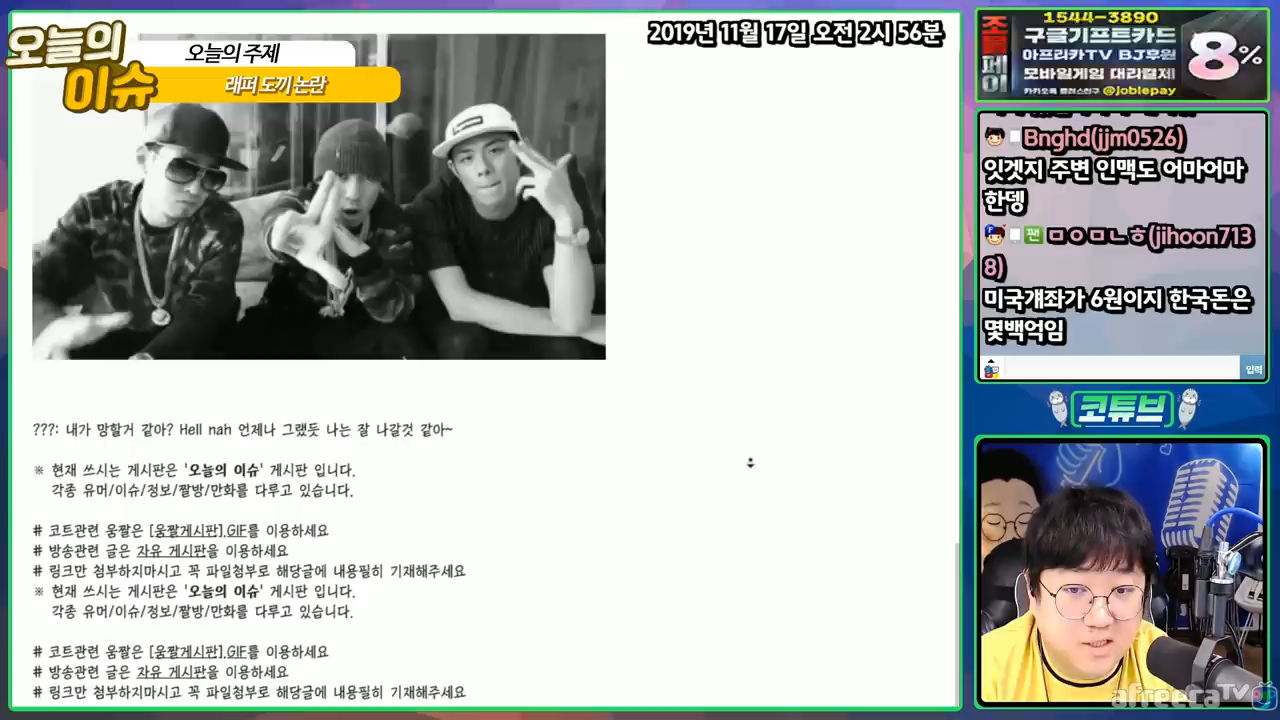 오늘의
이슈
오늘의 주제
래퍼 도끼 논란
2019년 11월 17일 오전 2시 56분
???: 내가 망할거 같아? Hell nah 언제나 그랬듯 나는 잘 나갈것 같아~
※ 현재 쓰시는 게시판은 '오늘의 이슈' 게시판 입니다.
각종 유머/이슈/정보/짤방/만화를 다루고 있습니다.
# 코트관련 움짤은 [움짤게시판].GIF를 이용하세요
# 방송관련 글은 자유 게시판을 이용하세요
# 링크만 첨부하지마시고 꼭 파일첨부로 해당글에 내용필히 기재해주세요
※ 현재 쓰시는 게시판은 '오늘의 이슈' 게시판 입니다.
각종 유머/이슈/정보/짤방/만화를 다루고 있습니다.
# 코트관련 움짤은 [움짤게시판].GIF를 이용하세요
# 방송관련 글은 자유 게시판을 이용하세요
# 링크만 첨부하지마시고 꼭 파일첨부로 해당글에 내용필히 기재해주세요
조블페이
1544-3890
구글기프트카드
아프리카TV BJ후원
모바일게임 대리결제
카카오톡 플러스친구 @joblepay
8%
Bnghd(jjm0526)
잇겟지 주변 인맥도 어마어마
한뎅
팬 ㅁㅇㅁㄴㅎ(jihoon713
8)
미국걔좌가 6원이지 한국돈은
몇백억임
입력
코튜브
afreecaTV